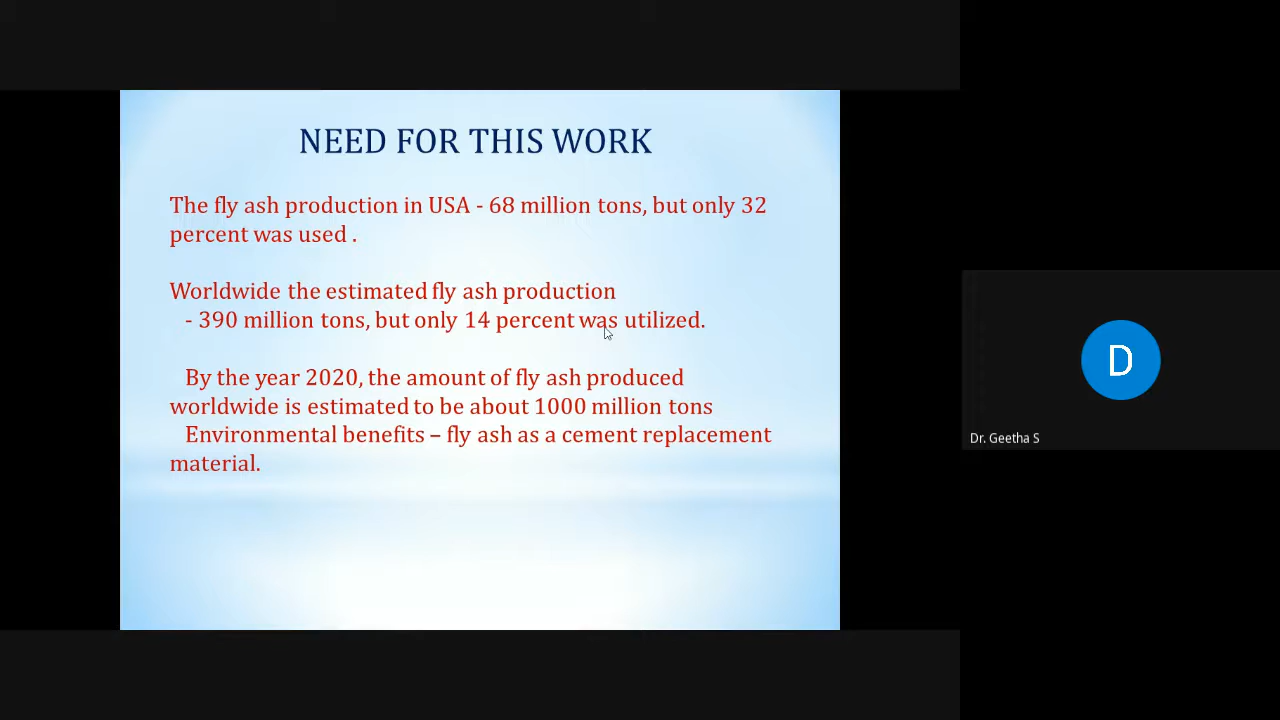 NEED FOR THIS WORK
The fly ash production in USA - 68 million tons, but only 32
percent was used .
Worldwide the estimated fly ash production
- 390 million tons, but only 14 percent was utilized.
By the year 2020, the amount of fly ash produced
worldwide is estimated to be about 1000 million tons
Environmental benefits – fly ash as a cement replacement
material.
D
Dr. Geetha S